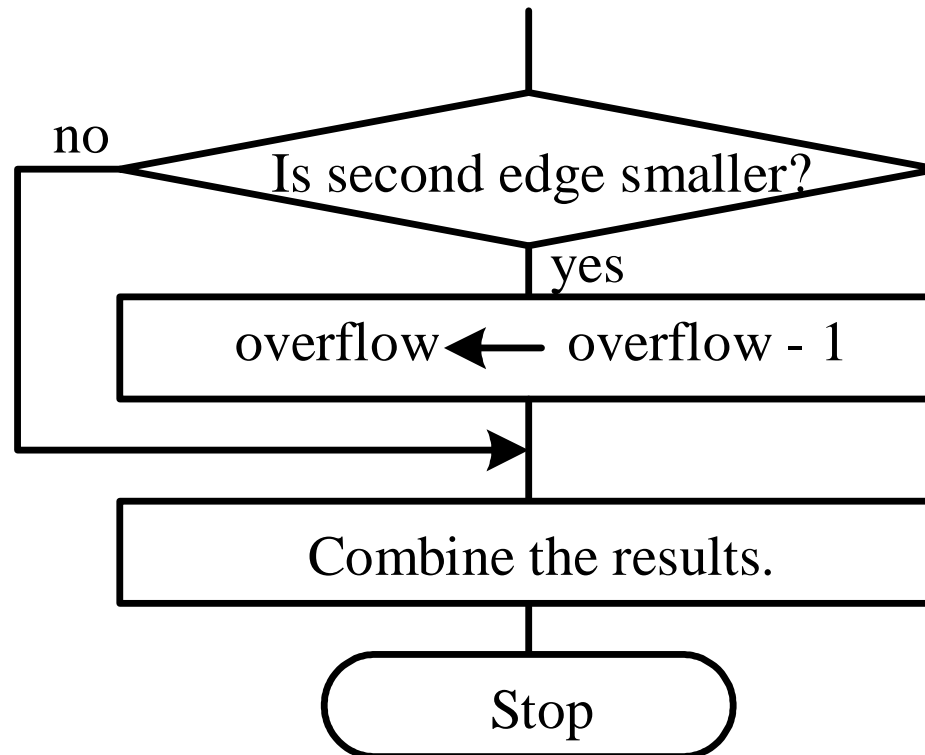 no
Is second edge smaller?
yes
overflow ← overflow - 1
Combine the results.
Stop